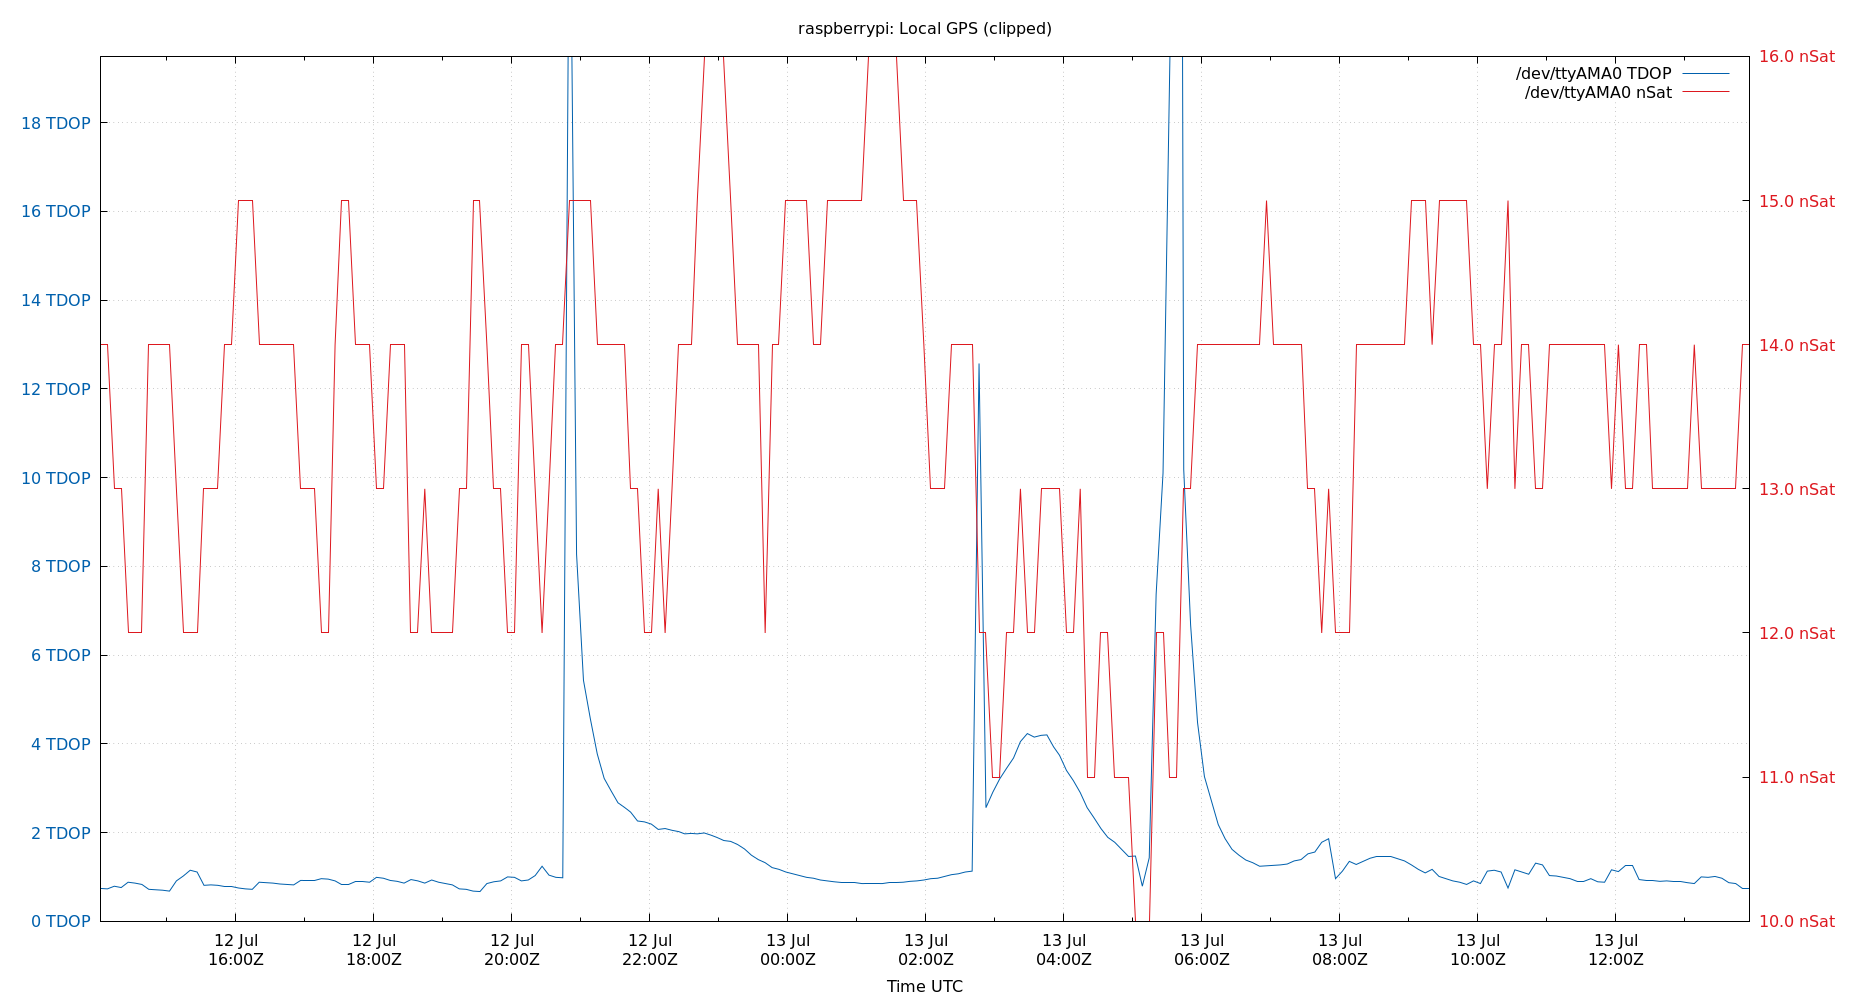 raspberrypi: Local GPS (clipped)
/dev/ttyAMA0 TDOP
/dev/ttyAMA0 nSat
18 TDOP
16 TDOP
14 TDOP
12 TDOP
10 TDOP
8 TDOP
6 TDOP
4 TDOP
2 TDOP
0 TDOP
16.0 nSat
15.0 nSat
14.0 nSat
13.0 nSat
12.0 nSat
11.0 nSat
10.0 nSat
12 Jul 12 Jul 12 Jul 12 Jul 13 Jul 13 Jul 13 Jul 13 Jul 13 Jul 13 Jul 13 Jul
16:00Z 18:00Z 20:00Z 22:00Z 00:00Z 02:00Z 04:00Z 06:00Z 08:00Z 10:00Z 12:00Z
Time UTC